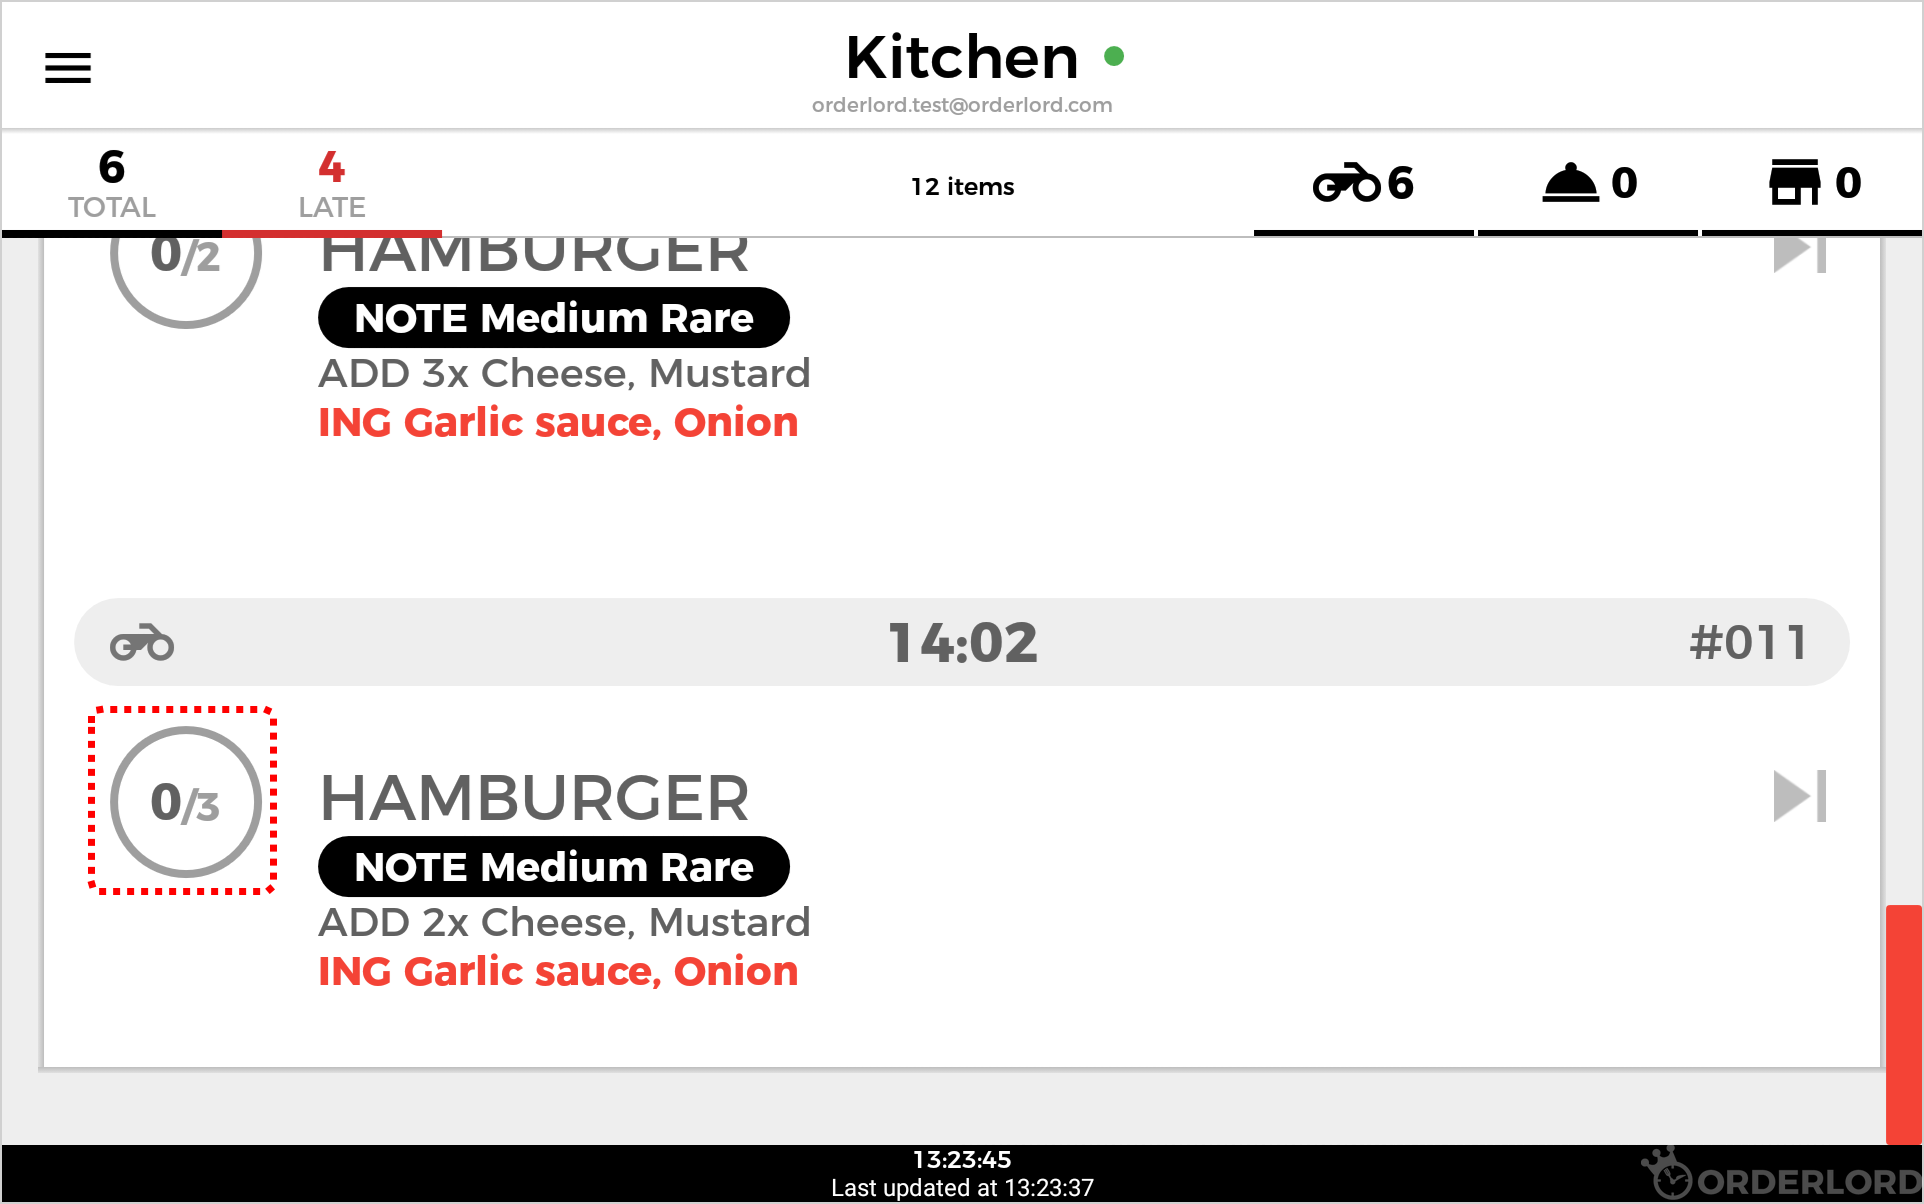 Kitchen
orderlord.test@orderlord.com
6
TOTAL
4
LATE
12 items
6
0
0
0/2
HAMBURGER
NOTE Medium Rare
ADD 3x Cheese, Mustard
ING Garlic sauce, Onion
14:02
#011
0/3
HAMBURGER
NOTE Medium Rare
ADD 2x Cheese, Mustard
ING Garlic sauce, Onion
13:23:45
Last updated at 13:23:37
ORDERLORD